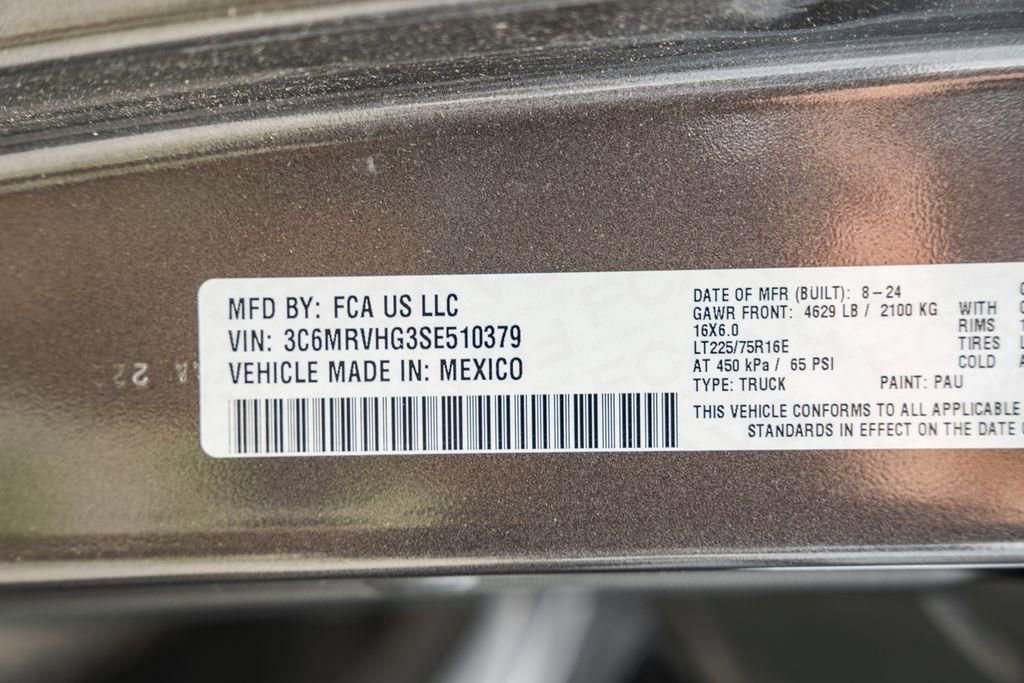 MFD BY: FCA US LLC
VIN: 3C6MRVHG3SE510379
VEHICLE MADE IN: MEXICO
DATE OF MFR (BUILT): 8-24
GAWR FRONT: 4629 LB / 2100 KG WITH
16X6.0 RIMS
LT225/75R16E TIRES
AT 450 kPa / 65 PSI COLD
TYPE: TRUCK PAINT: PAU
THIS VEHICLE CONFORMS TO ALL APPLICABLE
STANDARDS IN EFFECT ON THE DATE